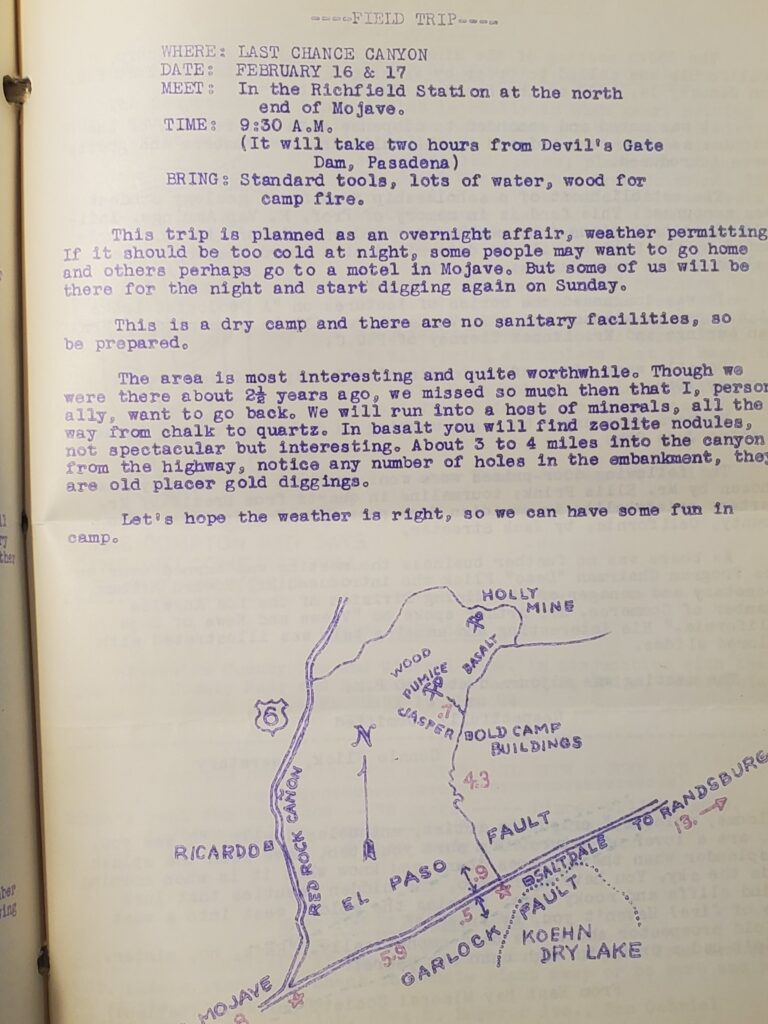 ----FIELD TRIP----
WHERE: LAST CHANCE CANYON
DATE: FEBRUARY 16 & 17
MEET: In the Richfield Station at the north
end of Mojave.
TIME: 9:30 A.M.
(It will take two hours from Devil's Gate
Dam, Pasadena)
BRING: Standard tools, lots of water, wood for
camp fire.
This trip is planned as an overnight affair, weather permitting
If it should be too cold at night, some people may want to go home
and others perhaps go to a motel in Mojave. But some of us will be
there for the night and start digging again on Sunday.
This is a dry camp and there are no sanitary facilities, so
be prepared.
The area is most interesting and quite worthwhile. Though we
were there about 2½ years ago, we missed so much then that I, person
ally, want to go back. We will run into a host of minerals, all the
way from chalk to quartz. In basalt you will find zeolite nodules,
not spectacular but interesting. About 3 to 4 miles into the canyon
from the highway, notice any number of holes in the embankment, they
are old placer gold diggings.
Let's hope the weather is right, so we can have some fun in
camp.
HOLLY
MINE
WOOD
PUMICE
JASPER
BASALT
.7
6
N
OLD CAMP
BUILDINGS
4.3
RED ROCK CAÑON
RICARDO
EL PASO FAULT
TO RANDSBURG
13.
SALTDALE
.9
.5
GARLOCK FAULT
5.9
KOEHN
DRY LAKE
MOJAVE
8